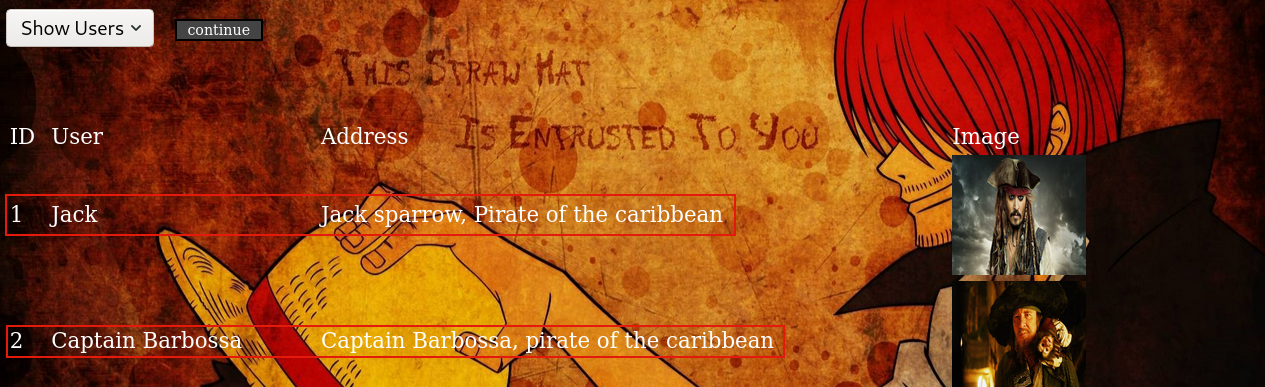 Show Users continue
This Straw Hat
Is Entrusted To You
ID User Address Image
1 Jack Jack sparrow, Pirate of the caribbean
2 Captain Barbossa Captain Barbossa, pirate of the caribbean